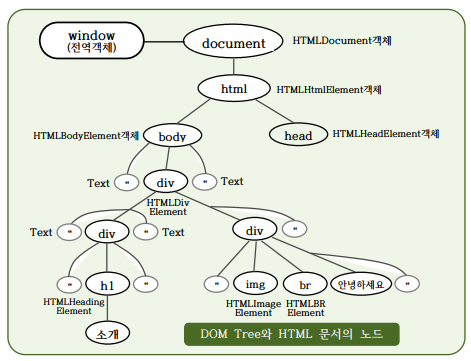 window
(전역객체)
document
HTMLDocument객체
html
HTMLHtmlElement객체
HTMLBodyElement객체
body
head
HTMLHeadElement객체
Text
"
div
"
Text
HTMLDiv
Element
Text
"
div
"
Text
div
"
"
h1
"
"
img
br
안녕하세요
"
HTMLHeading
Element
HTMLImage
Element
HTMLBR
Element
소개
DOM Tree와 HTML 문서의 노드